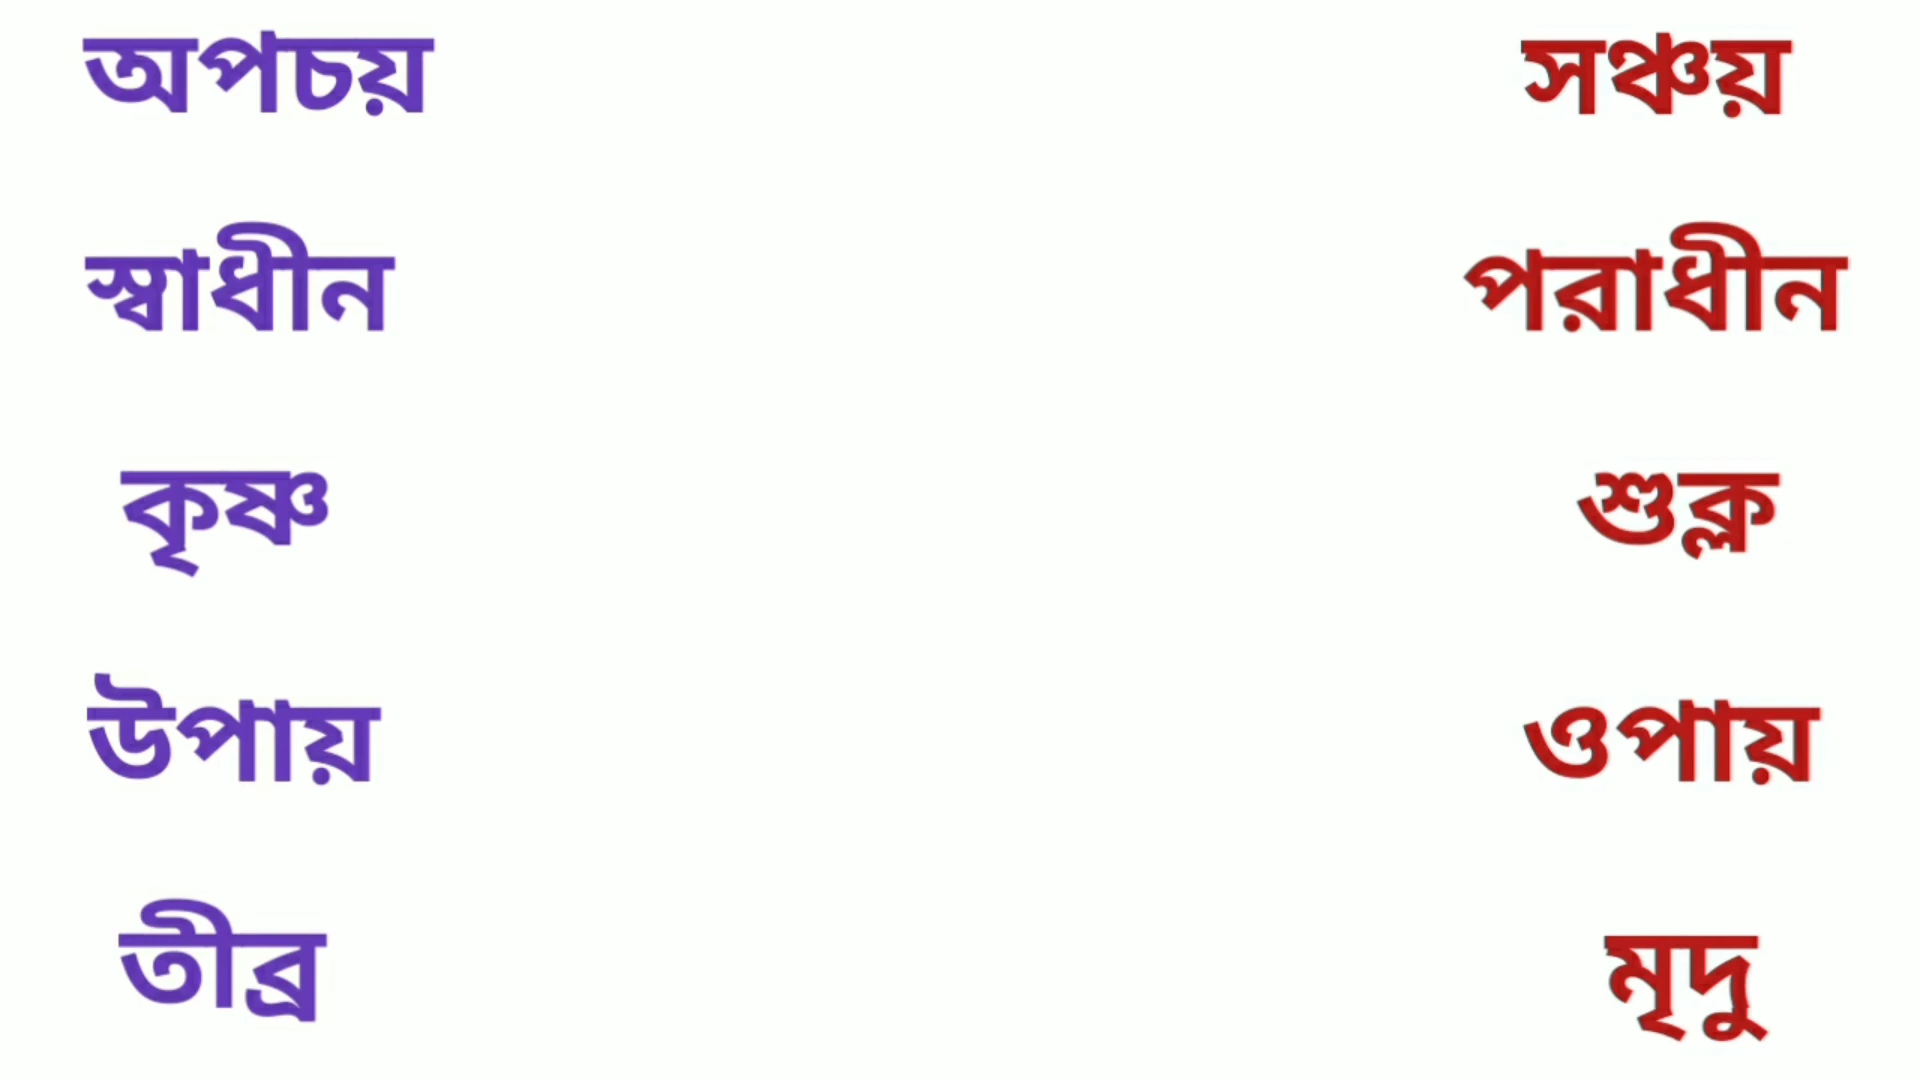 অপচয় সঞ্চয়
স্বাধীন পরাধীন
কৃষ্ণ শুক্ল
উপায় ওপায়
তীব্র মৃদু